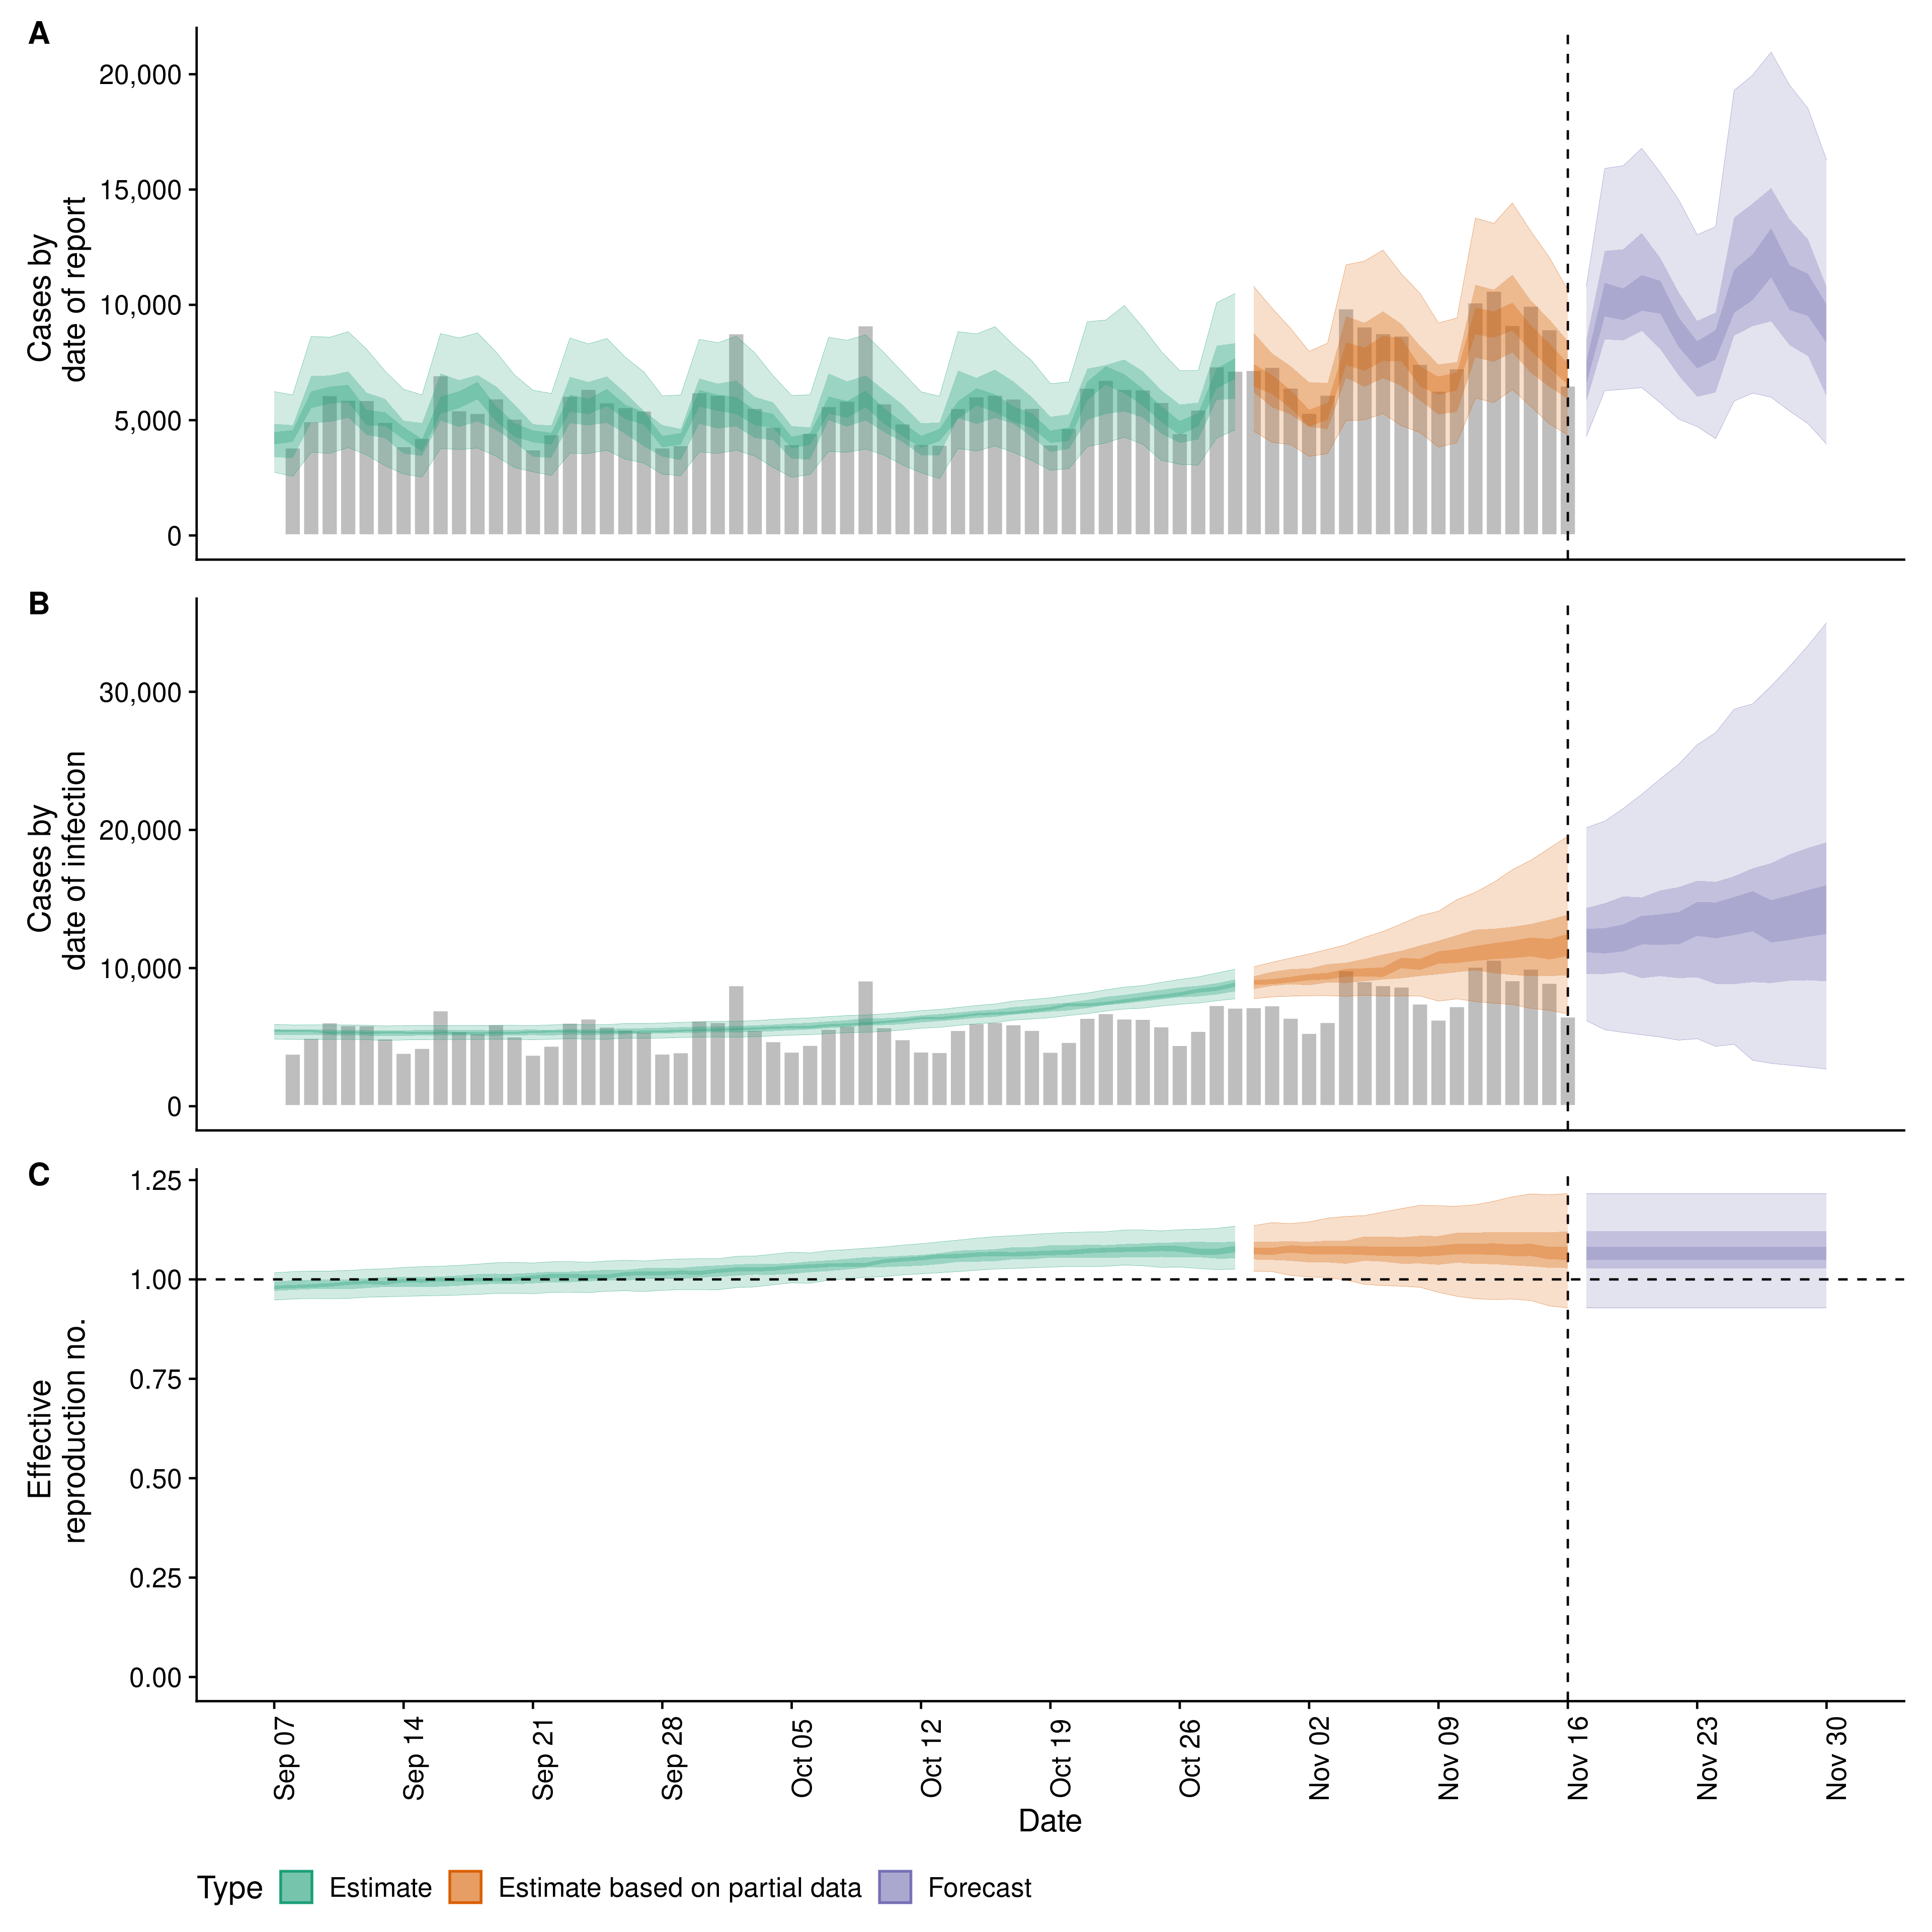 A
20,000
15,000
10,000
5,000
0
Cases by
date of report
B
30,000
20,000
10,000
0
Cases by
date of infection
C
1.25
1.00
0.75
0.50
0.25
0.00
Effective
reproduction no.
Sep 07
Sep 14
Sep 21
Sep 28
Oct 05
Oct 12
Oct 19
Oct 26
Nov 02
Nov 09
Nov 16
Nov 23
Nov 30
Date
Type Estimate Estimate based on partial data Forecast